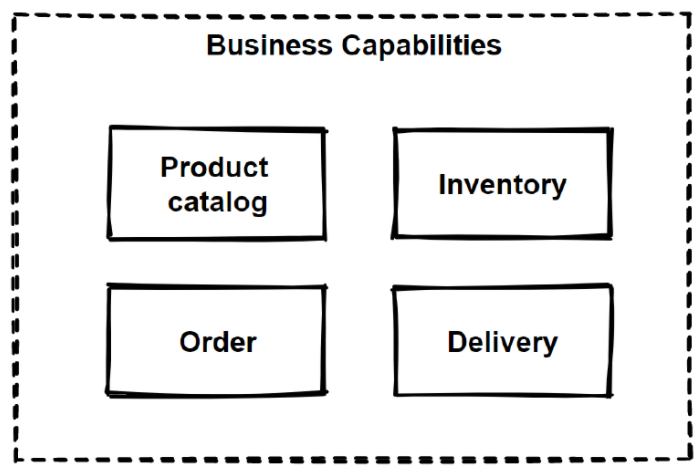 Business Capabilities
Product
catalog
Inventory
Order
Delivery